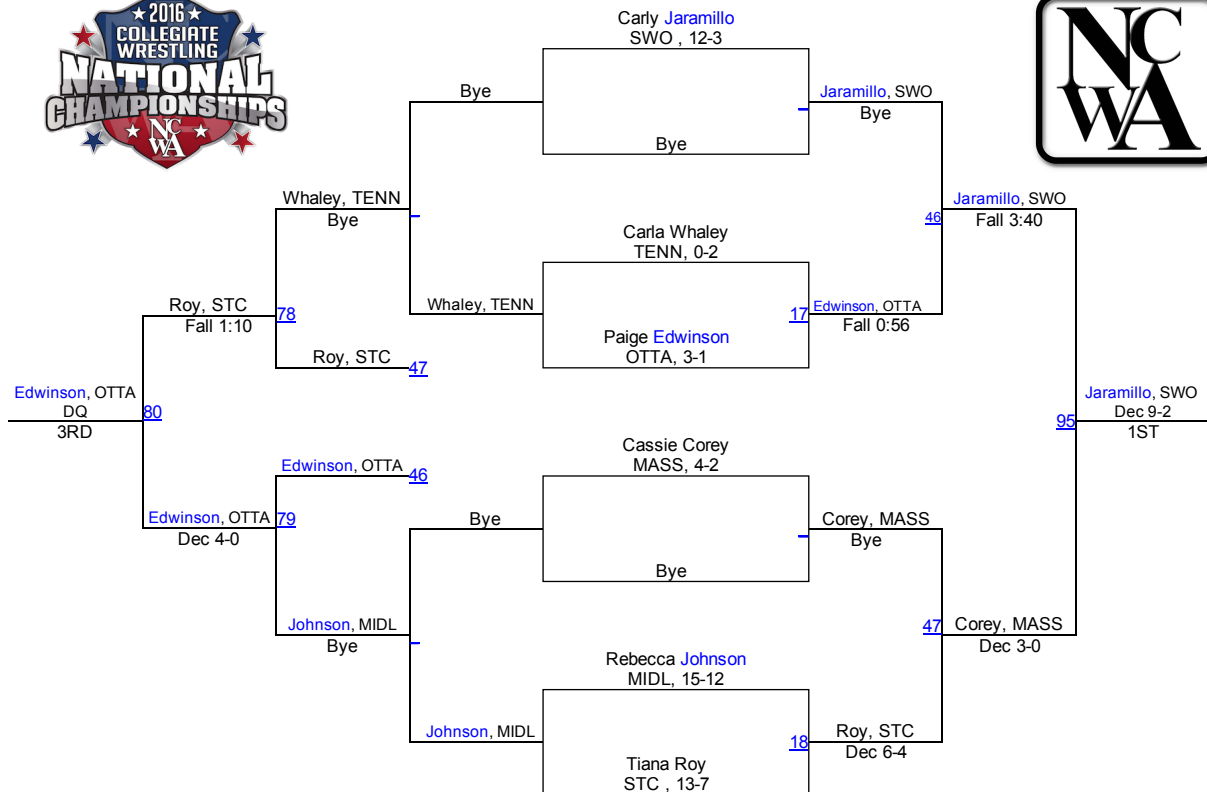 ★ 2016 ★
COLLEGIATE
WRESTLING
NATIONAL
CHAMPIONSHIPS
NC
WA
NC
WA
Carly Jaramillo
SWO , 12-3
Bye
Jaramillo, SWO
Bye
Bye
Whaley, TENN
Bye
Jaramillo, SWO
46
Fall 3:40
Carla Whaley
TENN, 0-2
Whaley, TENN
Roy, STC
78
17
Edwinson, OTTA
Fall 1:10
Fall 0:56
Paige Edwinson
OTTA, 3-1
Roy, STC
47
Edwinson, OTTA
DQ
80
3RD
Jaramillo, SWO
Dec 9-2
95
1ST
Cassie Corey
MASS, 4-2
Edwinson, OTTA
46
Edwinson, OTTA
79
Dec 4-0
Bye
Corey, MASS
Bye
Bye
Johnson, MIDL
Bye
47
Corey, MASS
Dec 3-0
Rebecca Johnson
MIDL, 15-12
Johnson, MIDL
18
Roy, STC
Dec 6-4
Tiana Roy
STC , 13-7